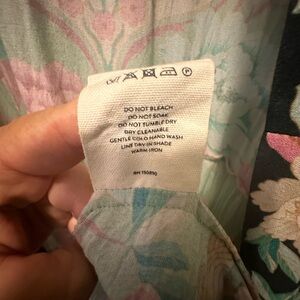 DO NOT BLEACH
DO NOT SOAK
DO NOT TUMBLE DRY
DRY CLEANABLE
GENTLE COLD HAND WASH
LINE DRY IN SHADE
WARM IRON